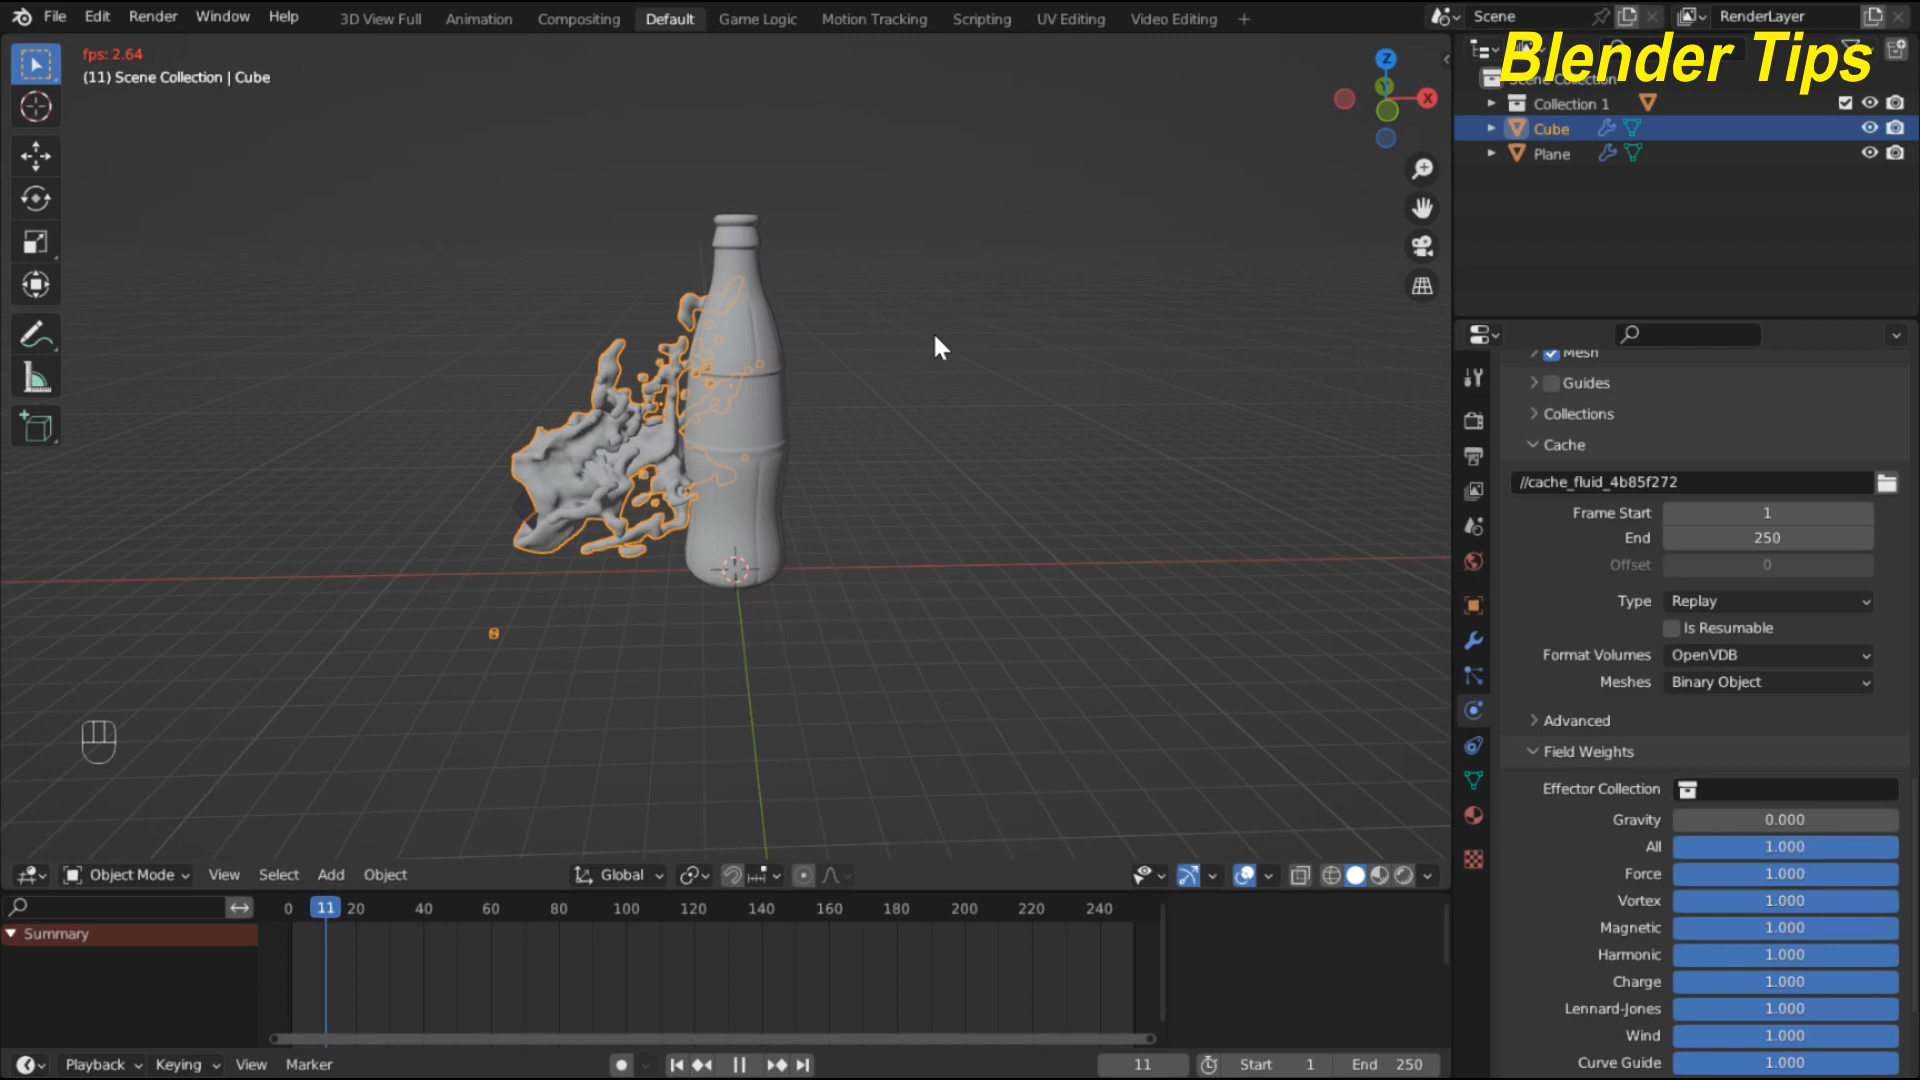 File Edit Render Window Help
3D View Full Animation Compositing Default Game Logic Motion Tracking Scripting UV Editing Video Editing
Scene
RenderLayer
Blender Tips
fps: 2.64
(11) Scene Collection | Cube
Z
Y
X
Scene Collection
Collection 1
Cube
Plane
Mesh
Guides
Collections
Cache
//cache_fluid_4b85f272
Frame Start 1
End 250
Offset 0
Type Replay
Is Resumable
Format Volumes OpenVDB
Meshes Binary Object
Advanced
Field Weights
Effector Collection
Gravity 0.000
All 1.000
Force 1.000
Vortex 1.000
Magnetic 1.000
Harmonic 1.000
Charge 1.000
Lennard-Jones 1.000
Wind 1.000
Curve Guide 1.000
Object Mode View Select Add Object Global
0 11 20 40 60 80 100 120 140 160 180 200 220 240
Summary
Playback Keying View Marker
11 Start 1 End 250